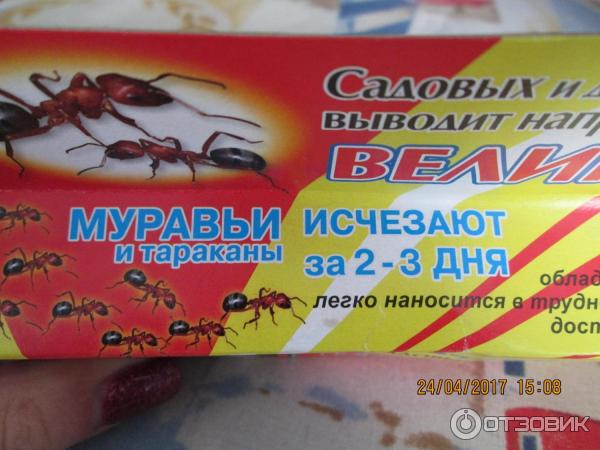 Садовых и д
выводит напр
ВЕЛИ
МУРАВЬИ
и тараканы
ИСЧЕЗАЮТ
за 2-3 ДНЯ
облад
легко наносится в трудн
дост
24/04/2017 15:08
ОТЗОВИК